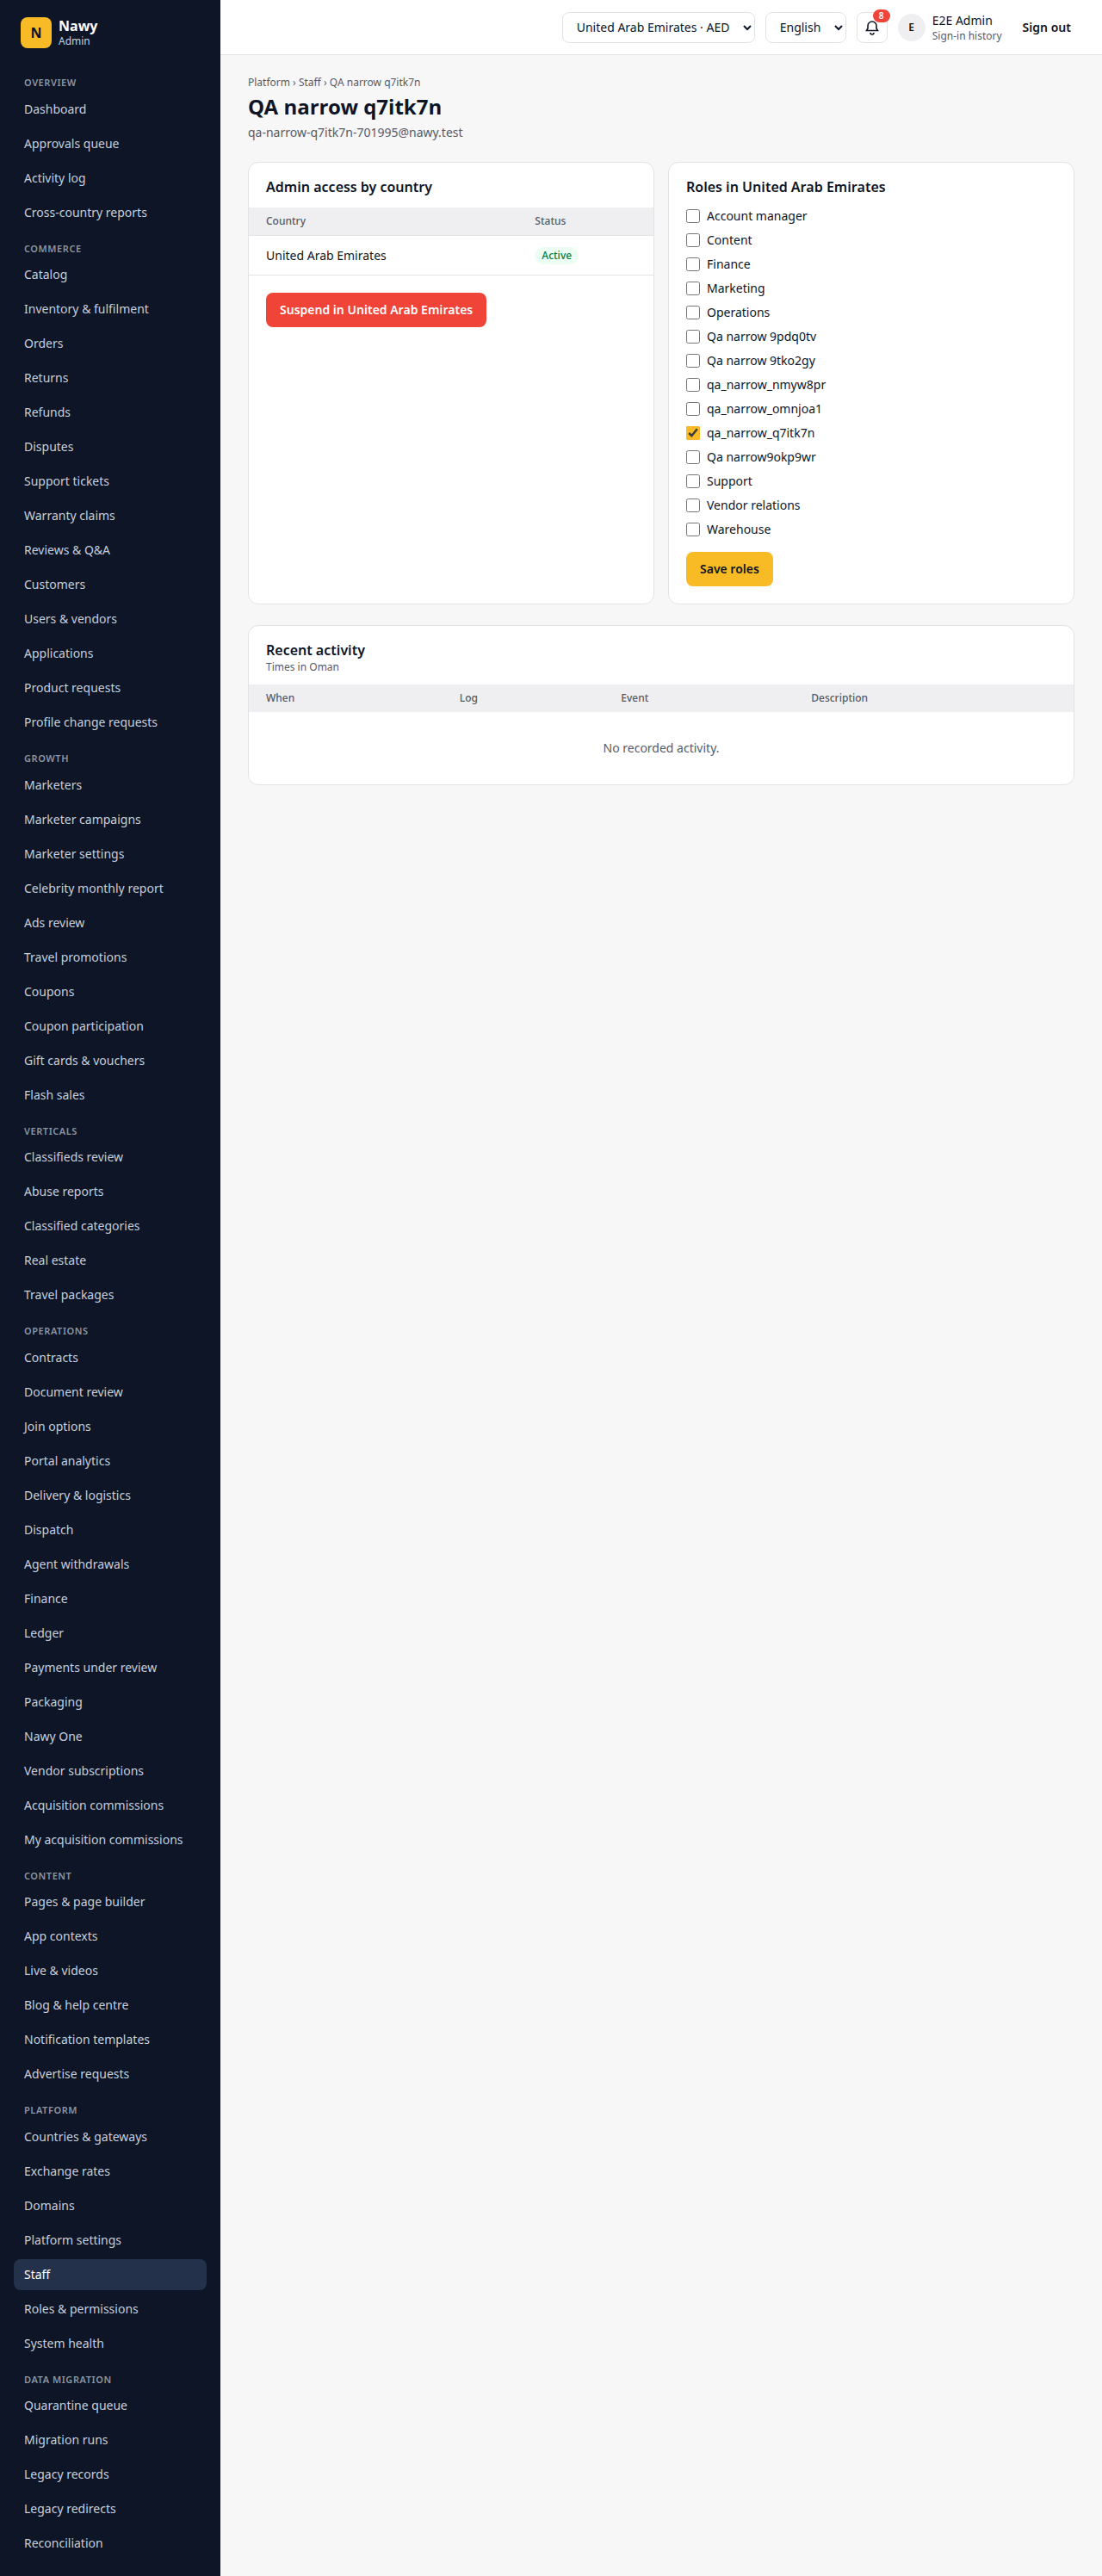 N
Nawy
Admin
OVERVIEW
Dashboard
Approvals queue
Activity log
Cross-country reports
COMMERCE
Catalog
Inventory & fulfilment
Orders
Returns
Refunds
Disputes
Support tickets
Warranty claims
Reviews & Q&A
Customers
Users & vendors
Applications
Product requests
Profile change requests
GROWTH
Marketers
Marketer campaigns
Marketer settings
Celebrity monthly report
Ads review
Travel promotions
Coupons
Coupon participation
Gift cards & vouchers
Flash sales
VERTICALS
Classifieds review
Abuse reports
Classified categories
Real estate
Travel packages
OPERATIONS
Contracts
Document review
Join options
Portal analytics
Delivery & logistics
Dispatch
Agent withdrawals
Finance
Ledger
Payments under review
Packaging
Nawy One
Vendor subscriptions
Acquisition commissions
My acquisition commissions
CONTENT
Pages & page builder
App contexts
Live & videos
Blog & help centre
Notification templates
Advertise requests
PLATFORM
Countries & gateways
Exchange rates
Domains
Platform settings
Staff
Roles & permissions
System health
DATA MIGRATION
Quarantine queue
Migration runs
Legacy records
Legacy redirects
Reconciliation
United Arab Emirates · AED
English
8
E
E2E Admin
Sign-in history
Sign out
Platform › Staff › QA narrow q7itk7n
QA narrow q7itk7n
qa-narrow-q7itk7n-701995@nawy.test
Admin access by country
Country Status
United Arab Emirates Active
Suspend in United Arab Emirates
Roles in United Arab Emirates
Account manager
Content
Finance
Marketing
Operations
Qa narrow 9pdq0tv
Qa narrow 9tko2gy
qa_narrow_nmyw8pr
qa_narrow_omnjoa1
qa_narrow_q7itk7n
Qa narrow9okp9wr
Support
Vendor relations
Warehouse
Save roles
Recent activity
Times in Oman
When Log Event Description
No recorded activity.